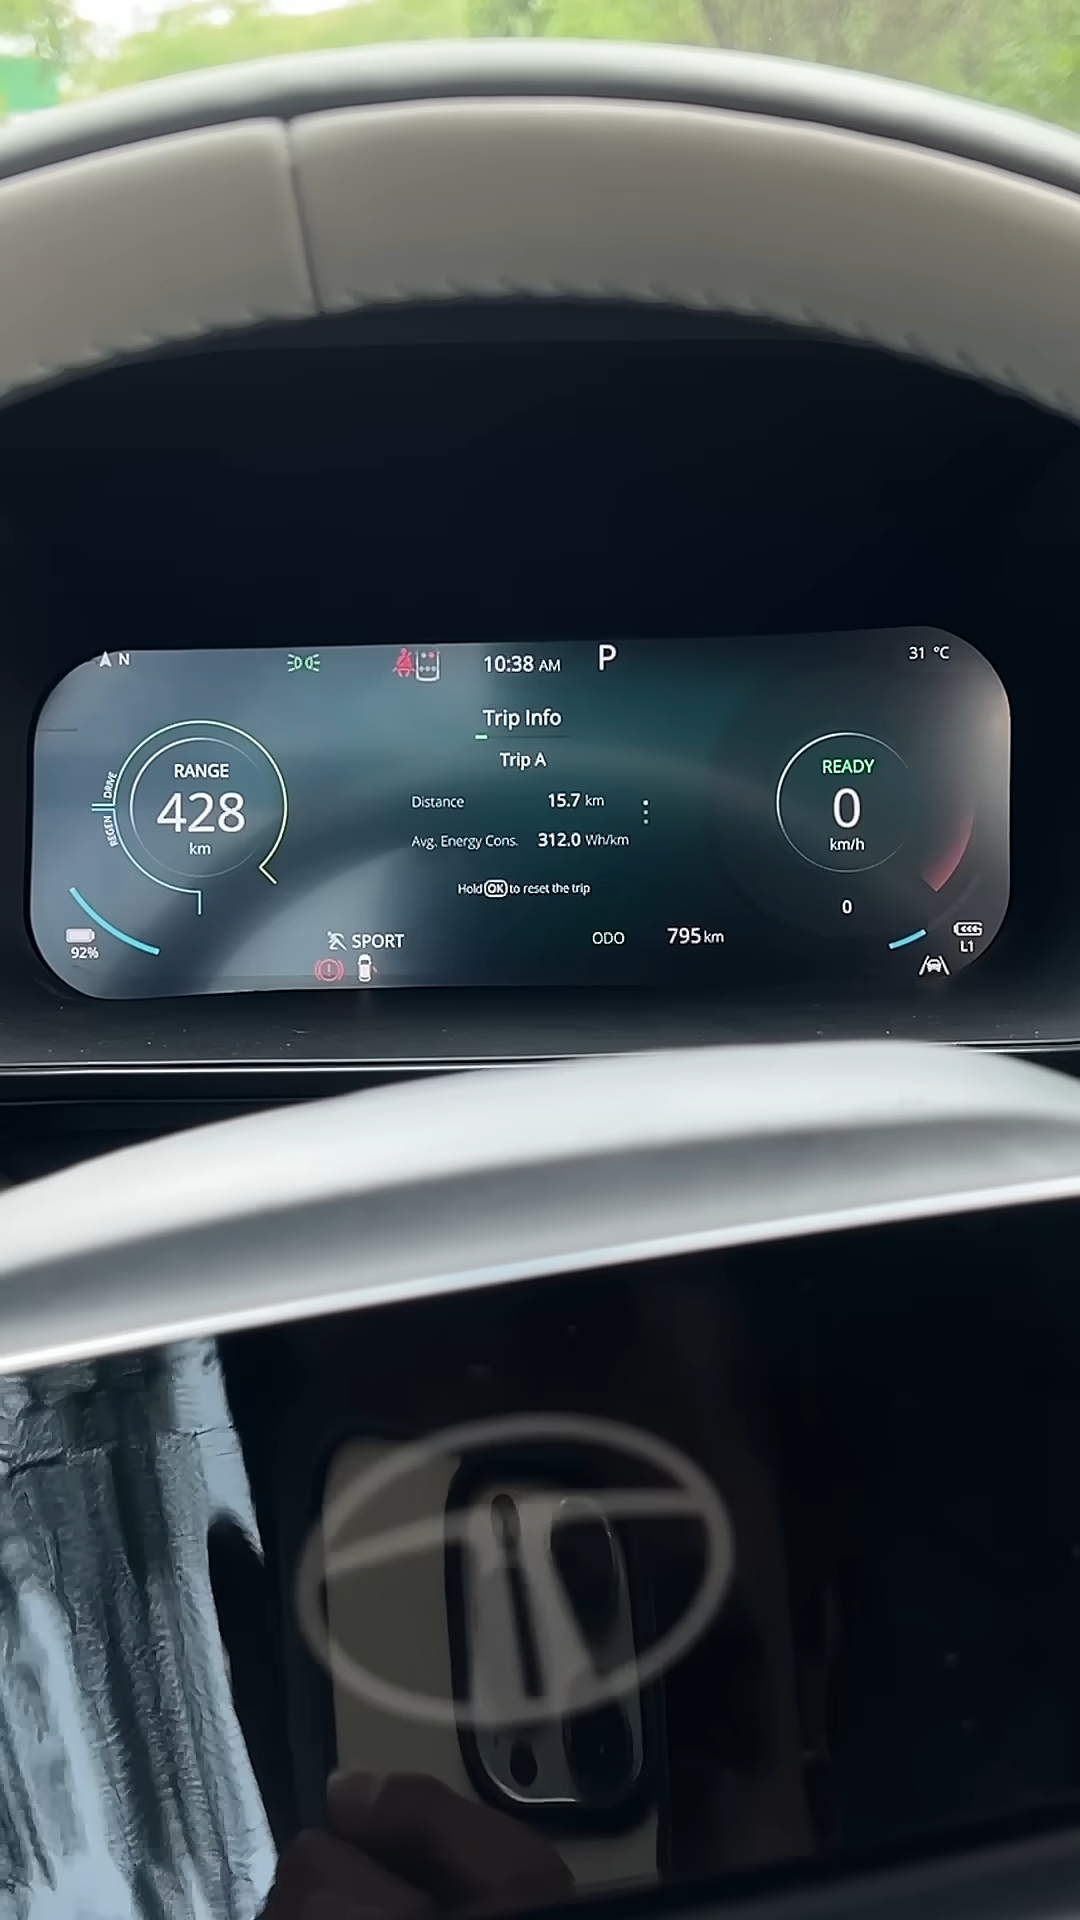 N
10:38 AM
P
31 °C
Trip Info
Trip A
RANGE
428
km
DRIVE
REGEN
Distance 15.7 km
Avg. Energy Cons. 312.0 Wh/km
Hold OK to reset the trip
READY
0
km/h
0
92%
SPORT
ODO 795 km
L1